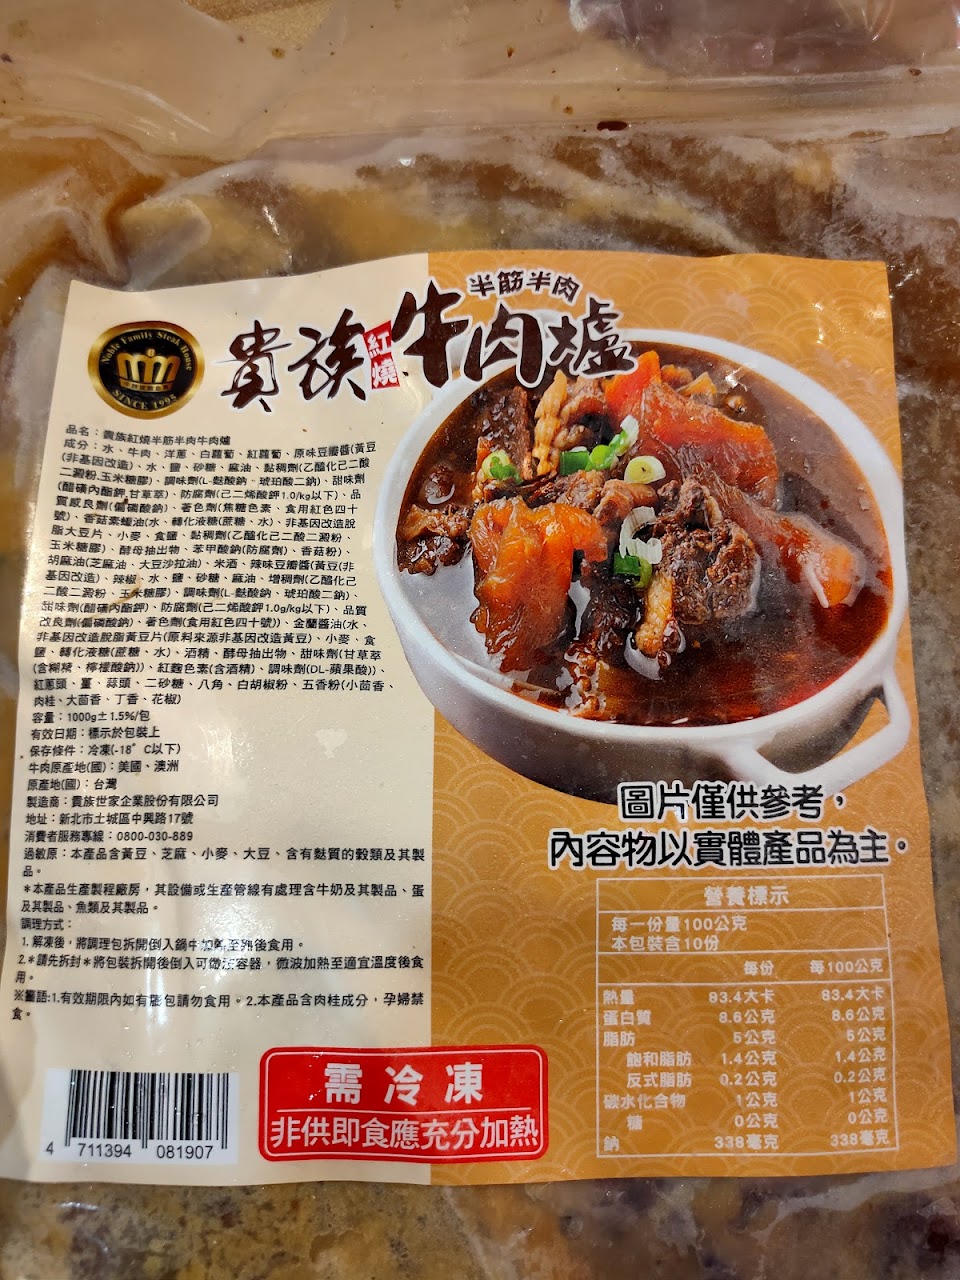 半筋半肉
貴族紅燒牛肉爐
Noble Family Steak House
SINCE 1995
品名：貴族紅燒半筋半肉牛肉爐
成分：水、牛肉、洋蔥、白蘿蔔、紅蘿蔔、原味豆瓣醬(黃豆
(非基因改造)、水、鹽、砂糖、麻油、黏稠劑(乙醯化己二酸
二澱粉、玉米糖膠)、調味劑(L-麩酸鈉、琥珀酸二鈉)、甜味劑
(醋磺內酯鉀、甘草萃)、防腐劑(己二烯酸鉀1.0/kg以下)、品
質改良劑(偏磷酸鈉)、著色劑(焦糖色素、食用紅色四十
號)、香菇素蠔油(水、轉化液糖(蔗糖、水)、非基因改造脫
脂大豆片、小麥、食鹽、黏稠劑(乙醯化己二酸二澱粉、
玉米糖膠)、酵母抽出物、苯甲酸鈉(防腐劑)、香菇粉)、
胡麻油(芝麻油、大豆沙拉油)、米酒、辣味豆瓣醬(黃豆(非
基因改造)、辣椒、水、鹽、砂糖、麻油、增稠劑(乙醯化己
二酸二澱粉、玉米糖膠)、調味劑(L-麩酸鈉、琥珀酸二鈉)、
甜味劑(醋磺內酯鉀)、防腐劑(己二烯酸鉀1.0g/kg以下)、品質
改良劑(偏磷酸鈉)、著色劑(食用紅色四十號))、金蘭醬油(水、
非基因改造脫脂黃豆片(原料來源非基因改造黃豆)、小麥、食
鹽、轉化液糖(蔗糖、水)、酒精、酵母抽出物、甜味劑(甘草萃
(含糊精、檸檬酸鈉))、紅麴色素(含酒精)、調味劑(DL-蘋果酸))、
紅蔥頭、薑、蒜頭、二砂糖、八角、白胡椒粉、五香粉(小茴香、
肉桂、大茴香、丁香、花椒)
容量：1000g±1.5%/包
有效日期：標示於包裝上
保存條件：冷凍(-18°C以下)
牛肉原產地(國)：美國、澳洲
原產地(國)：台灣
製造商：貴族世家企業股份有限公司
地址：新北市土城區中興路17號
消費者服務專線：0800-030-889
過敏原：本產品含黃豆、芝麻、小麥、大豆、含有麩質的穀類及其製
品。
＊本產品生產製程廠房，其設備或生產管線有處理含牛奶及其製品、蛋
及其製品、魚類及其製品。
調理方式：
1.解凍後，將調理包拆開倒入鍋中加熱至沸後食用。
2.＊請先拆封＊將包裝拆開後倒入可微波容器，微波加熱至適宜溫度後食
用。
※警語:1.有效期限內如有膨包請勿食用。2.本產品含肉桂成分，孕婦禁
食。
圖片僅供參考，
內容物以實體產品為主。
營養標示
每一份量100公克
本包裝含10份
每份 每100公克
熱量 83.4大卡 83.4大卡
蛋白質 8.6公克 8.6公克
脂肪 5公克 5公克
飽和脂肪 1.4公克 1.4公克
反式脂肪 0.2公克 0.2公克
碳水化合物 1公克 1公克
糖 0公克 0公克
鈉 338毫克 338毫克
需冷凍
非供即食應充分加熱
4 711394 081907